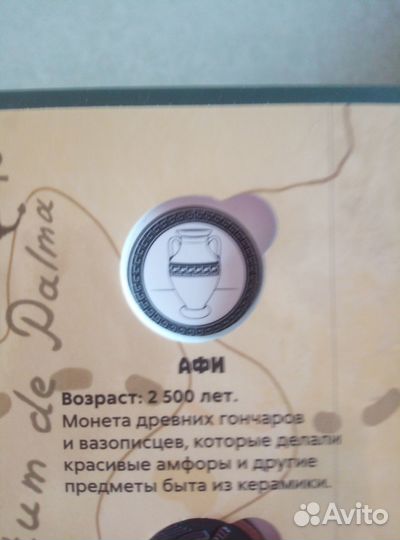 um de Palma
АФИ
Возраст: 2 500 лет.
Монета древних гончаров
и вазописцев, которые делали
красивые амфоры и другие
предметы быта из керамики.
Avito